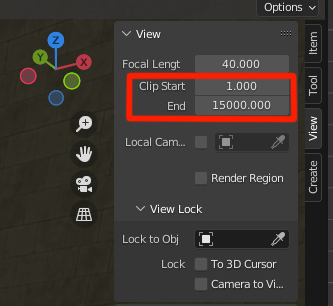 Options
View
Focal Lengt 40.000
Clip Start 1.000
End 15000.000
Local Cam...
Render Region
View Lock
Lock to Obj
Lock To 3D Cursor
Camera to Vi...
Item
Tool
View
Create
Z
Y
X